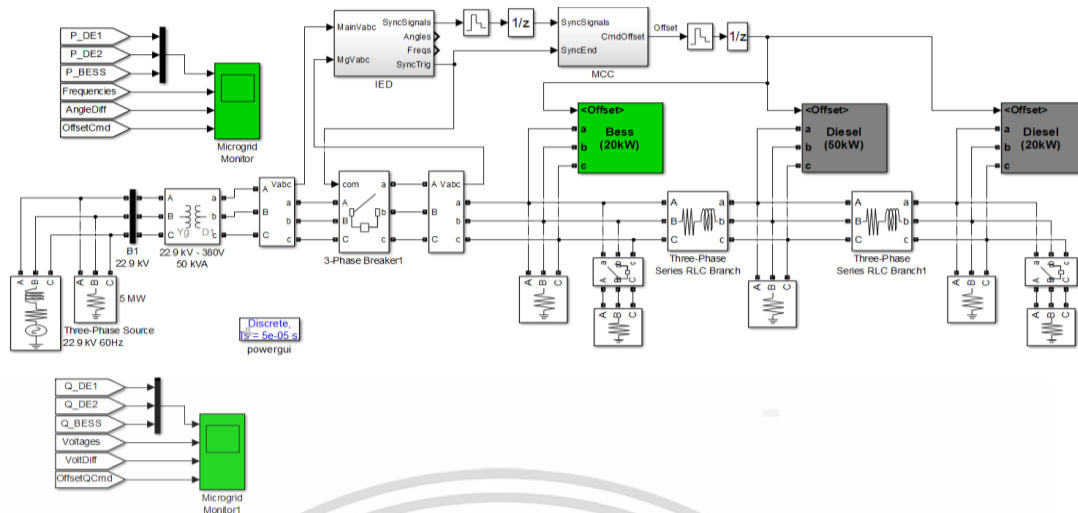 P_DE1
P_DE2
P_BESS
Frequencies
AngleDiff
OffsetCmd
Microgrid
Monitor
MainVabc
MgVabc
SyncSignals
Angles
Freqs
SyncTrig
IED
1/z
SyncSignals
SyncEnd
CmdOffset
MCC
Offset
1/z
<Offset>
a
b
c
Bess
(20kW)
<Offset>
a
b
c
Diesel
(50kW)
<Offset>
a
b
c
Diesel
(20kW)
B1
22.9 kV
A
B
C
a
b
c
Yg
D1
22.9 kV - 380V
50 kVA
A
B
C
Vabc
a
b
c
com
A
B
C
a
b
c
3-Phase Breaker1
A
B
C
Vabc
a
b
c
A
B
C
a
b
c
Three-Phase
Series RLC Branch
A
B
C
a
b
c
Three-Phase
Series RLC Branch1
A B C
A B C
5 MW
Three-Phase Source
22.9 kV 60Hz
Discrete,
Ts = 5e-05 s
powergui
A B C
a b c
A B C
A B C
A B C
A B C
a b c
A B C
A B C
Q_DE1
Q_DE2
Q_BESS
Voltages
VoltDiff
OffsetQCmd
Microgrid
Monitor1